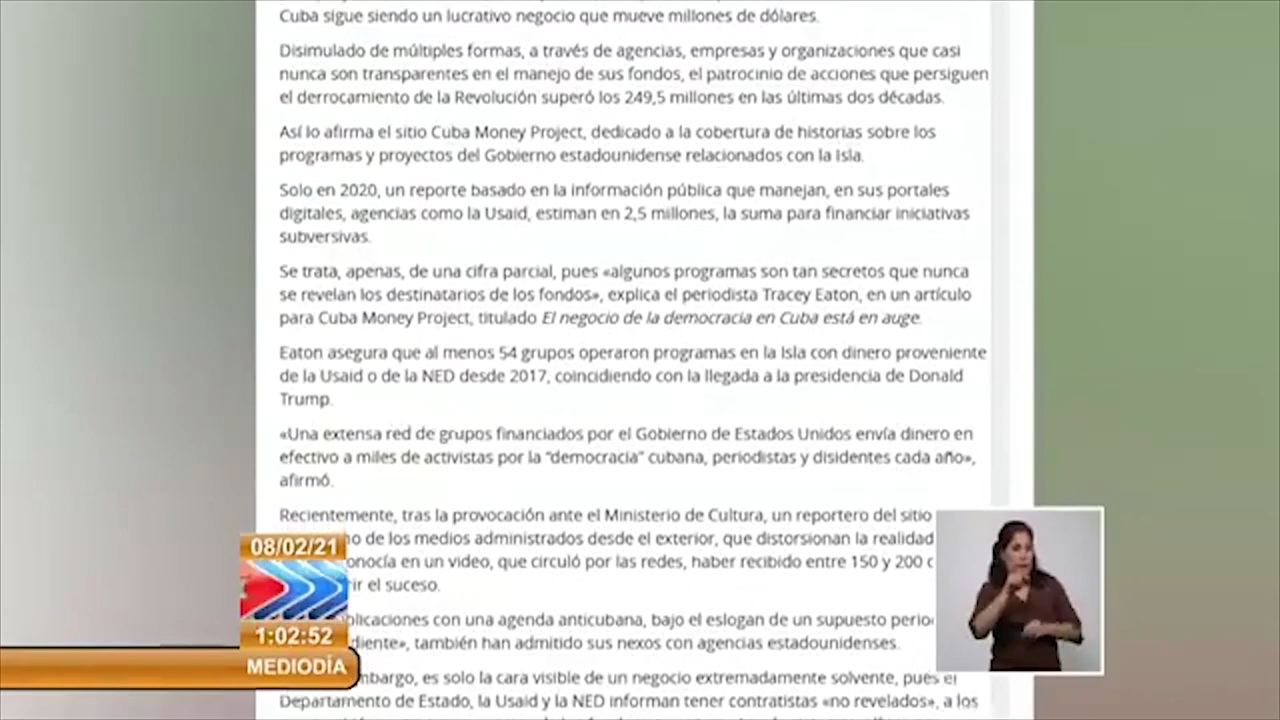 Cuba sigue siendo un lucrativo negocio que mueve millones de dólares.
Disimulado de múltiples formas, a través de agencias, empresas y organizaciones que casi
nunca son transparentes en el manejo de sus fondos, el patrocinio de acciones que persiguen
el derrocamiento de la Revolución superó los 249,5 millones en las últimas dos décadas.
Así lo afirma el sitio Cuba Money Project, dedicado a la cobertura de historias sobre los
programas y proyectos del Gobierno estadounidense relacionados con la Isla.
Solo en 2020, un reporte basado en la información pública que manejan, en sus portales
digitales, agencias como la Usaid, estiman en 2,5 millones, la suma para financiar iniciativas
subversivas.
Se trata, apenas, de una cifra parcial, pues «algunos programas son tan secretos que nunca
se revelan los destinatarios de los fondos», explica el periodista Tracey Eaton, en un artículo
para Cuba Money Project, titulado El negocio de la democracia en Cuba está en auge.
Eaton asegura que al menos 54 grupos operaron programas en la Isla con dinero proveniente
de la Usaid o de la NED desde 2017, coincidiendo con la llegada a la presidencia de Donald
Trump.
«Una extensa red de grupos financiados por el Gobierno de Estados Unidos envía dinero en
efectivo a miles de activistas por la "democracia" cubana, periodistas y disidentes cada año»,
afirmó.
Recientemente, tras la provocación ante el Ministerio de Cultura, un reportero del sitio
no de los medios administrados desde el exterior, que distorsionan la realidad
onocía en un video, que circuló por las redes, haber recibido entre 150 y 200 c
rir el suceso.
blicaciones con una agenda anticubana, bajo el eslogan de un supuesto perio
diente», también han admitido sus nexos con agencias estadounidenses.
mbargo, es solo la cara visible de un negocio extremadamente solvente, pues el
Departamento de Estado, la Usaid y la NED informan tener contratistas «no revelados», a los
08/02/21
1:02:52
MEDIODÍA